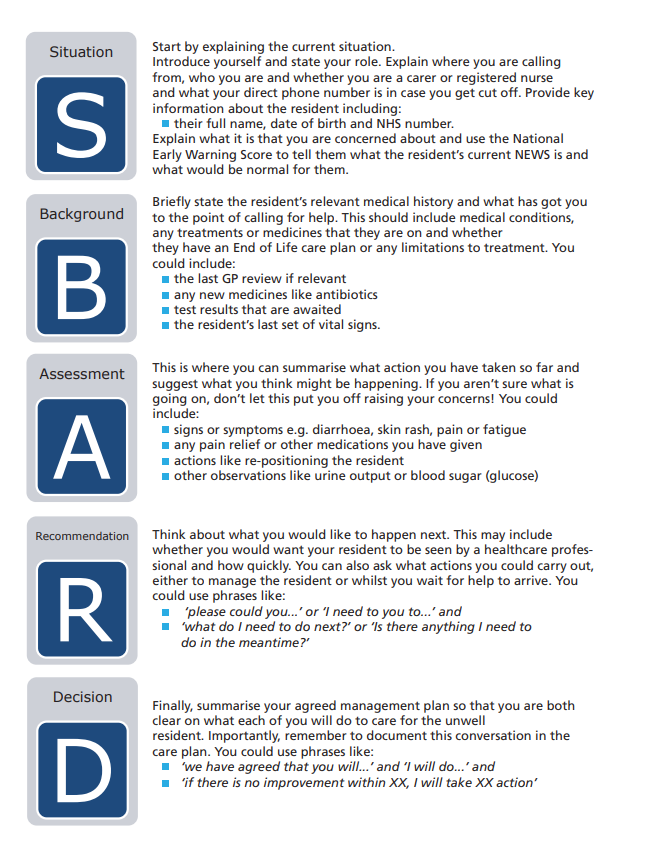 Situation
S
Start by explaining the current situation.
Introduce yourself and state your role. Explain where you are calling
from, who you are and whether you are a carer or registered nurse
and what your direct phone number is in case you get cut off. Provide key
information about the resident including:
their full name, date of birth and NHS number.
Explain what it is that you are concerned about and use the National
Early Warning Score to tell them what the resident's current NEWS is and
what would be normal for them.
Background
B
Briefly state the resident's relevant medical history and what has got you
to the point of calling for help. This should include medical conditions,
any treatments or medicines that they are on and whether
they have an End of Life care plan or any limitations to treatment. You
could include:
the last GP review if relevant
any new medicines like antibiotics
test results that are awaited
the resident's last set of vital signs.
Assessment
A
This is where you can summarise what action you have taken so far and
suggest what you think might be happening. If you aren't sure what is
going on, don't let this put you off raising your concerns! You could
include:
signs or symptoms e.g. diarrhoea, skin rash, pain or fatigue
any pain relief or other medications you have given
actions like re-positioning the resident
other observations like urine output or blood sugar (glucose)
Recommendation
R
Think about what you would like to happen next. This may include
whether you would want your resident to be seen by a healthcare profes-
sional and how quickly. You can also ask what actions you could carry out,
either to manage the resident or whilst you wait for help to arrive. You
could use phrases like:
'please could you...' or 'I need to you to...' and
'what do I need to do next?' or 'Is there anything I need to
do in the meantime?'
Decision
D
Finally, summarise your agreed management plan so that you are both
clear on what each of you will do to care for the unwell
resident. Importantly, remember to document this conversation in the
care plan. You could use phrases like:
'we have agreed that you will...' and 'I will do...' and
'if there is no improvement within XX, I will take XX action'